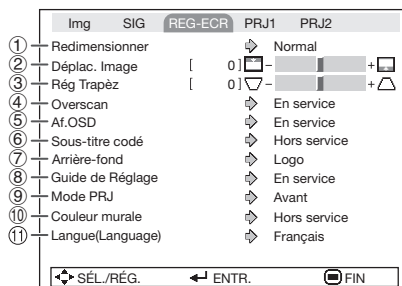 Img SIG REG-ECR PRJ1 PRJ2
① Redimensionner Normal
② Déplac. Image [ 0] – +
③ Rég Trapèz [ 0] – +
④ Overscan En service
⑤ Af.OSD En service
⑥ Sous-titre codé Hors service
⑦ Arrière-fond Logo
⑧ Guide de Réglage En service
⑨ Mode PRJ Avant
⑩ Couleur murale Hors service
⑪ Langue(Language) Français
SÉL./RÉG. ENTR. FIN